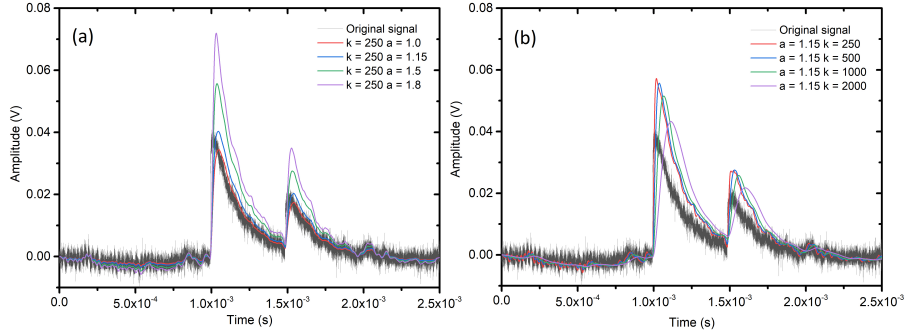 (a)
Original signal
k = 250 a = 1.0
k = 250 a = 1.15
k = 250 a = 1.5
k = 250 a = 1.8
Amplitude (V)
0.08
0.06
0.04
0.02
0.00
0.0
5.0x10-4
1.0x10-3
1.5x10-3
2.0x10-3
2.5x10-3
Time (s)
(b)
Original signal
a = 1.15 k = 250
a = 1.15 k = 500
a = 1.15 k = 1000
a = 1.15 k = 2000
Amplitude (V)
0.08
0.06
0.04
0.02
0.00
0.0
5.0x10-4
1.0x10-3
1.5x10-3
2.0x10-3
2.5x10-3
Time (s)